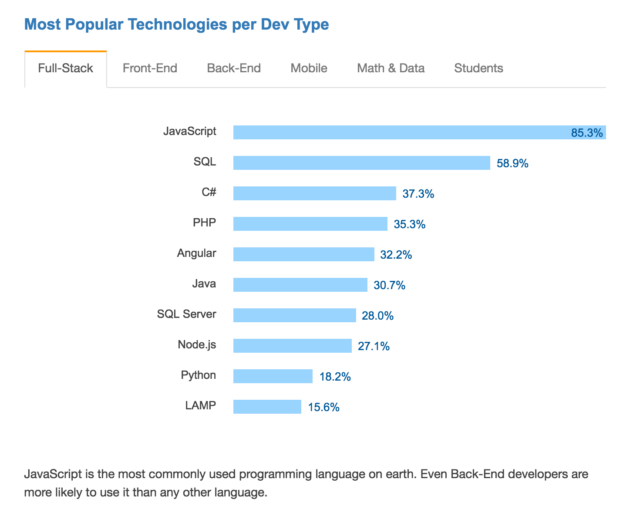 Most Popular Technologies per Dev Type
Full-Stack Front-End Back-End Mobile Math & Data Students
JavaScript 85.3%
SQL 58.9%
C# 37.3%
PHP 35.3%
Angular 32.2%
Java 30.7%
SQL Server 28.0%
Node.js 27.1%
Python 18.2%
LAMP 15.6%
JavaScript is the most commonly used programming language on earth. Even Back-End developers are
more likely to use it than any other language.